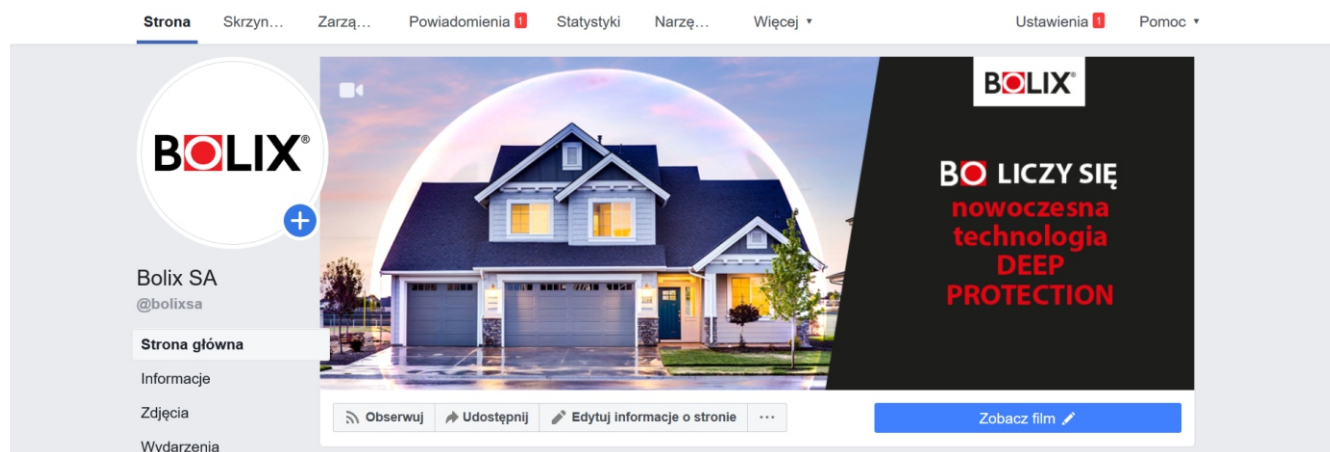 Strona Skrzyn... Zarzą... Powiadomienia 1 Statystyki Narzę... Więcej Ustawienia 1 Pomoc
BOLIX®
BOLIX®
BO LICZY SIĘ
nowoczesna
technologia
DEEP
PROTECTION
Bolix SA
@bolixsa
Strona główna
Informacje
Zdjęcia
Wydarzenia
Obserwuj Udostępnij Edytuj informacje o stronie ... Zobacz film